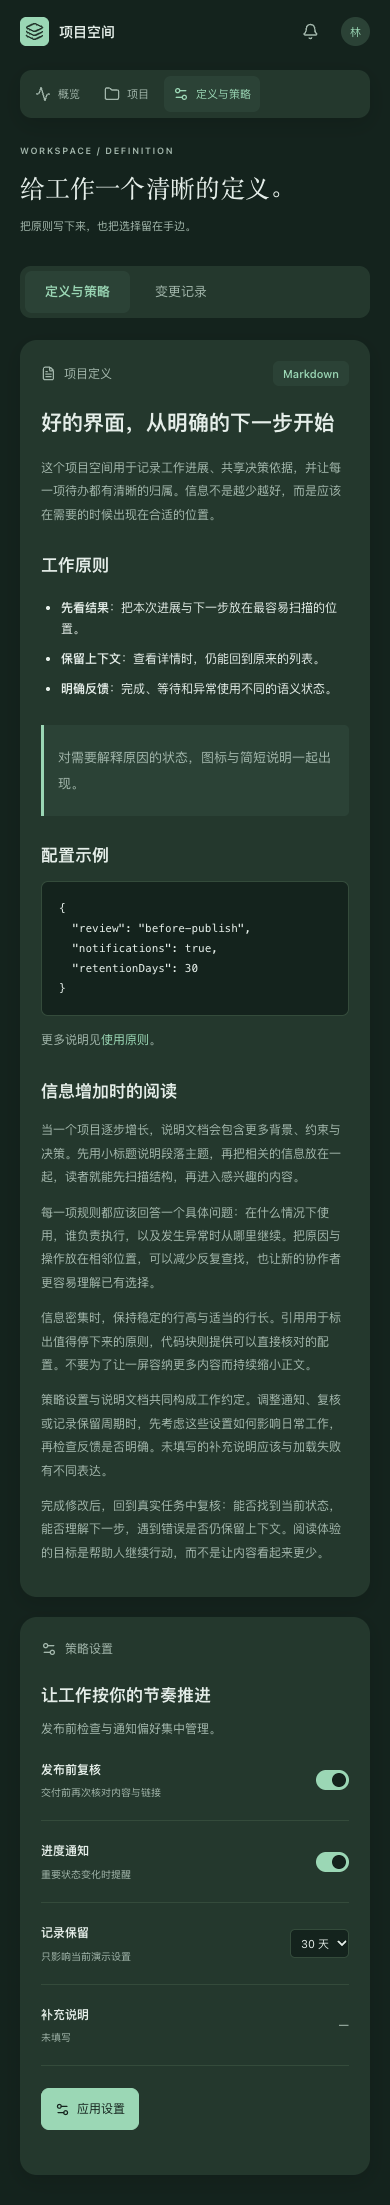 项目空间
林
概览
项目
定义与策略
WORKSPACE / DEFINITION
给工作一个清晰的定义。
把原则写下来，也把选择留在手边。
定义与策略
变更记录
项目定义
Markdown
好的界面，从明确的下一步开始
这个项目空间用于记录工作进展、共享决策依据，并让每
一项待办都有清晰的归属。信息不是越少越好，而是应该
在需要的时候出现在合适的位置。
工作原则
先看结果：把本次进展与下一步放在最容易扫描的位
置。
保留上下文：查看详情时，仍能回到原来的列表。
明确反馈：完成、等待和异常使用不同的语义状态。
对需要解释原因的状态，图标与简短说明一起出
现。
配置示例
{
"review": "before-publish",
"notifications": true,
"retentionDays": 30
}
更多说明见使用原则。
信息增加时的阅读
当一个项目逐步增长，说明文档会包含更多背景、约束与
决策。先用小标题说明段落主题，再把相关的信息放在一
起，读者就能先扫描结构，再进入感兴趣的内容。
每一项规则都应该回答一个具体问题：在什么情况下使
用，谁负责执行，以及发生异常时从哪里继续。把原因与
操作放在相邻位置，可以减少反复查找，也让新的协作者
更容易理解已有选择。
信息密集时，保持稳定的行高与适当的行长。引用用于标
出值得停下来的原则，代码块则提供可以直接核对的配
置。不要为了让一屏容纳更多内容而持续缩小正文。
策略设置与说明文档共同构成工作约定。调整通知、复核
或记录保留周期时，先考虑这些设置如何影响日常工作，
再检查反馈是否明确。未填写的补充说明应该与加载失败
有不同表达。
完成修改后，回到真实任务中复核：能否找到当前状态，
能否理解下一步，遇到错误是否仍保留上下文。阅读体验
的目标是帮助人继续行动，而不是让内容看起来更少。
策略设置
让工作按你的节奏推进
发布前检查与通知偏好集中管理。
发布前复核
交付前再次核对内容与链接
进度通知
重要状态变化时提醒
记录保留
只影响当前演示设置
30 天
补充说明
未填写
—
应用设置